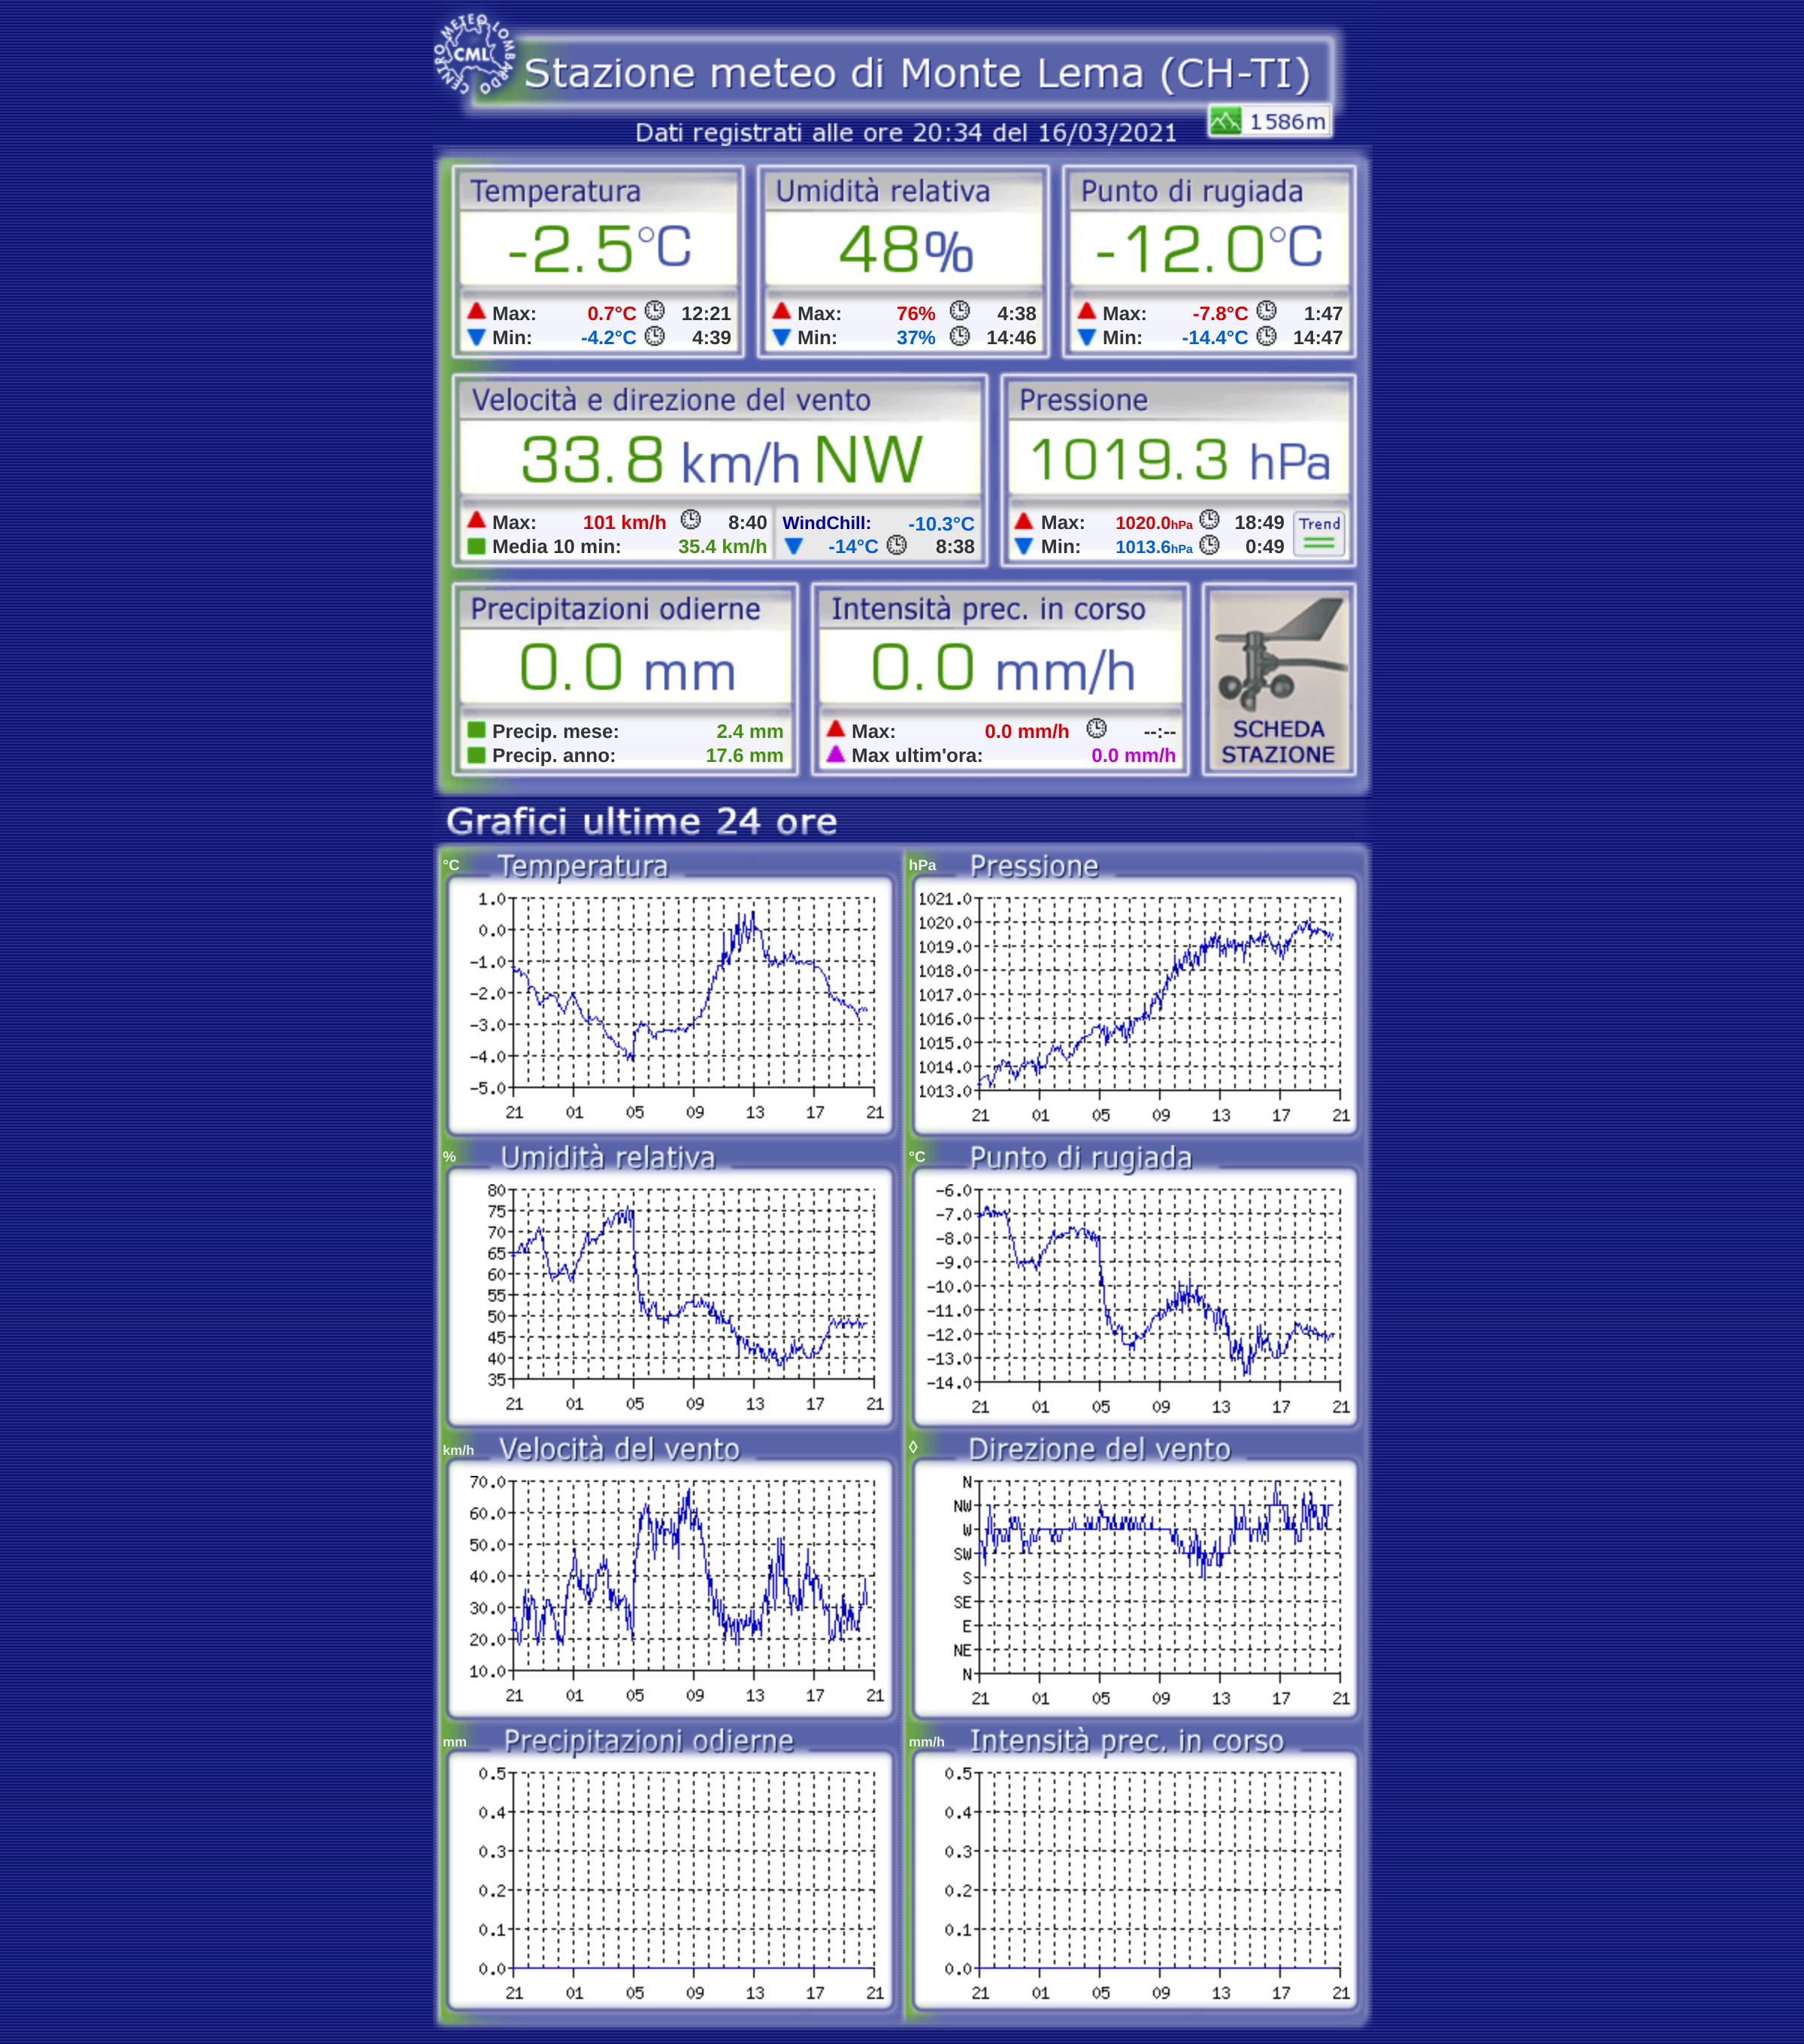 CENTRO METEO LOMBARDO
CML
Stazione meteo di Monte Lema (CH-TI)
1586m
Dati registrati alle ore 20:34 del 16/03/2021
Temperatura
-2.5°C
Max: 0.7°C 12:21
Min: -4.2°C 4:39
Umidità relativa
48%
Max: 76% 4:38
Min: 37% 14:46
Punto di rugiada
-12.0°C
Max: -7.8°C 1:47
Min: -14.4°C 14:47
Velocità e direzione del vento
33.8 km/h NW
Max: 101 km/h 8:40
Media 10 min: 35.4 km/h
WindChill: -10.3°C
-14°C 8:38
Pressione
1019.3 hPa
Max: 1020.0hPa 18:49
Min: 1013.6hPa 0:49
Trend
Precipitazioni odierne
0.0 mm
Precip. mese: 2.4 mm
Precip. anno: 17.6 mm
Intensità prec. in corso
0.0 mm/h
Max: 0.0 mm/h --:--
Max ultim'ora: 0.0 mm/h
SCHEDA
STAZIONE
Grafici ultime 24 ore
°C Temperatura
1.0
0.0
-1.0
-2.0
-3.0
-4.0
-5.0
21 01 05 09 13 17 21
hPa Pressione
1021.0
1020.0
1019.0
1018.0
1017.0
1016.0
1015.0
1014.0
1013.0
21 01 05 09 13 17 21
% Umidità relativa
80
75
70
65
60
55
50
45
40
35
21 01 05 09 13 17 21
°C Punto di rugiada
-6.0
-7.0
-8.0
-9.0
-10.0
-11.0
-12.0
-13.0
-14.0
21 01 05 09 13 17 21
km/h Velocità del vento
70.0
60.0
50.0
40.0
30.0
20.0
10.0
21 01 05 09 13 17 21
◊ Direzione del vento
N
NW
W
SW
S
SE
E
NE
N
21 01 05 09 13 17 21
mm Precipitazioni odierne
0.5
0.4
0.3
0.2
0.1
0.0
21 01 05 09 13 17 21
mm/h Intensità prec. in corso
0.5
0.4
0.3
0.2
0.1
0.0
21 01 05 09 13 17 21